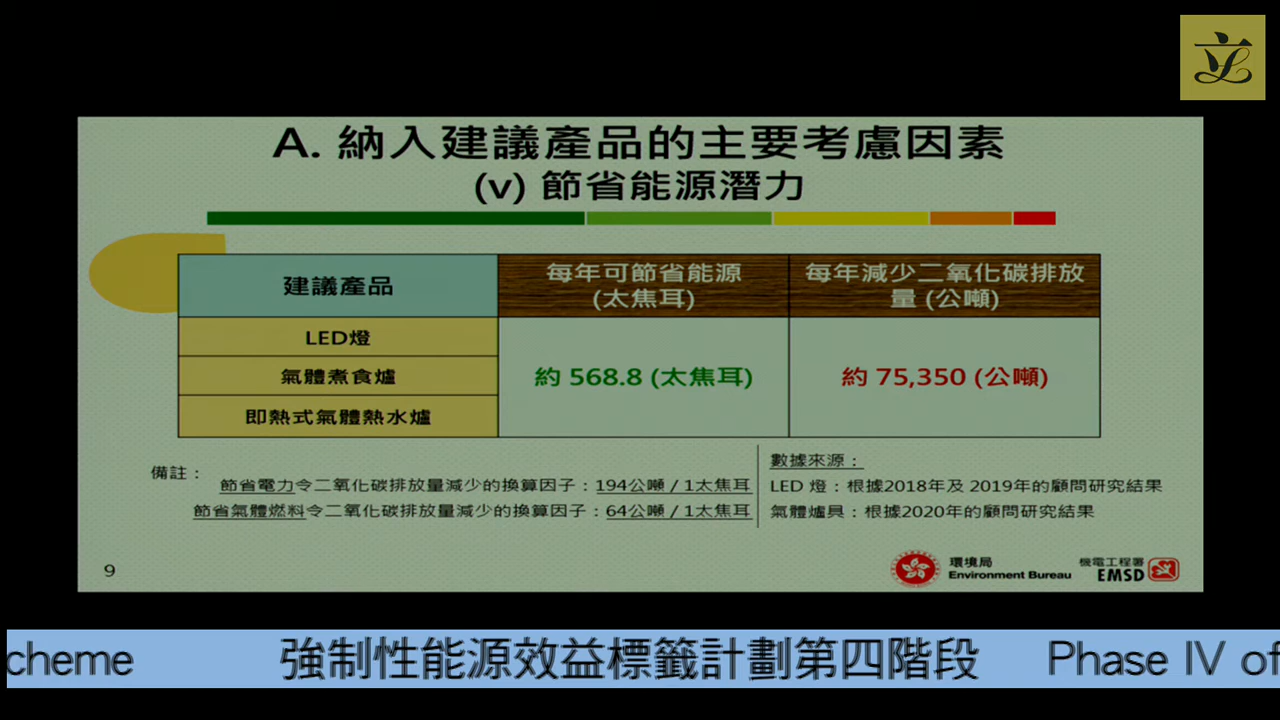 A. 納入建議產品的主要考慮因素
(v) 節省能源潛力
建議產品
每年可節省能源
(太焦耳)
每年減少二氧化碳排放
量 (公噸)
LED燈
氣體煮食爐
即熱式氣體熱水爐
約 568.8 (太焦耳)
約 75,350 (公噸)
備註：
節省電力令二氧化碳排放量減少的換算因子：194公噸 / 1太焦耳
節省氣體燃料令二氧化碳排放量減少的換算因子：64公噸 / 1太焦耳
數據來源：
LED 燈：根據2018年及 2019年的顧問研究結果
氣體爐具：根據2020年的顧問研究結果
9
環境局
Environment Bureau
機電工程署
EMSD
cheme 強制性能源效益標籤計劃第四階段 Phase IV of